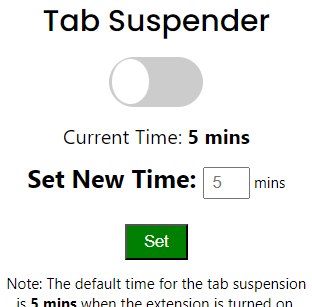 Tab Suspender
Current Time: 5 mins
Set New Time: 5 mins
Set
Note: The default time for the tab suspension
is 5 mins when the extension is turned on